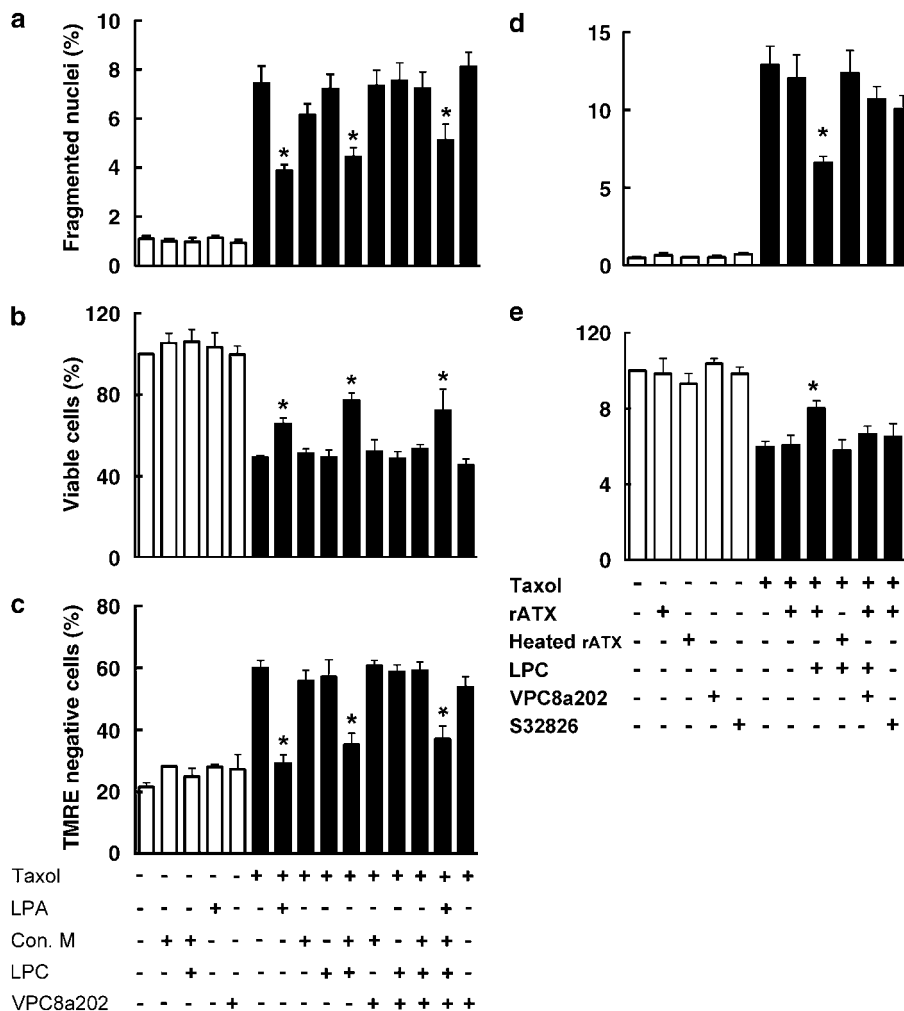 a
Fragmented nuclei (%)
10
8
6
4
2
0
*
*
*
b
Viable cells (%)
120
80
40
0
*
*
*
c
TMRE negative cells (%)
80
60
40
20
0
*
*
*
Taxol - - - - - + + + + + + + + + +
LPA - - - + - - + - - - - - - + -
Con. M - + + - - - - + - + + - + + -
LPC - - + - - - - - + + - + + + -
VPC8a202 - - - - + - - - - - + + + + +
d
15
10
5
0
*
e
120
8
4
0
*
Taxol - - - - - + + + + + +
rATX - + - - - - + + - + +
Heated rATX - - + - - - - - + - -
LPC - - - - - - - + + + -
VPC8a202 - - - + - - - - - + -
S32826 - - - - + - - - - - +